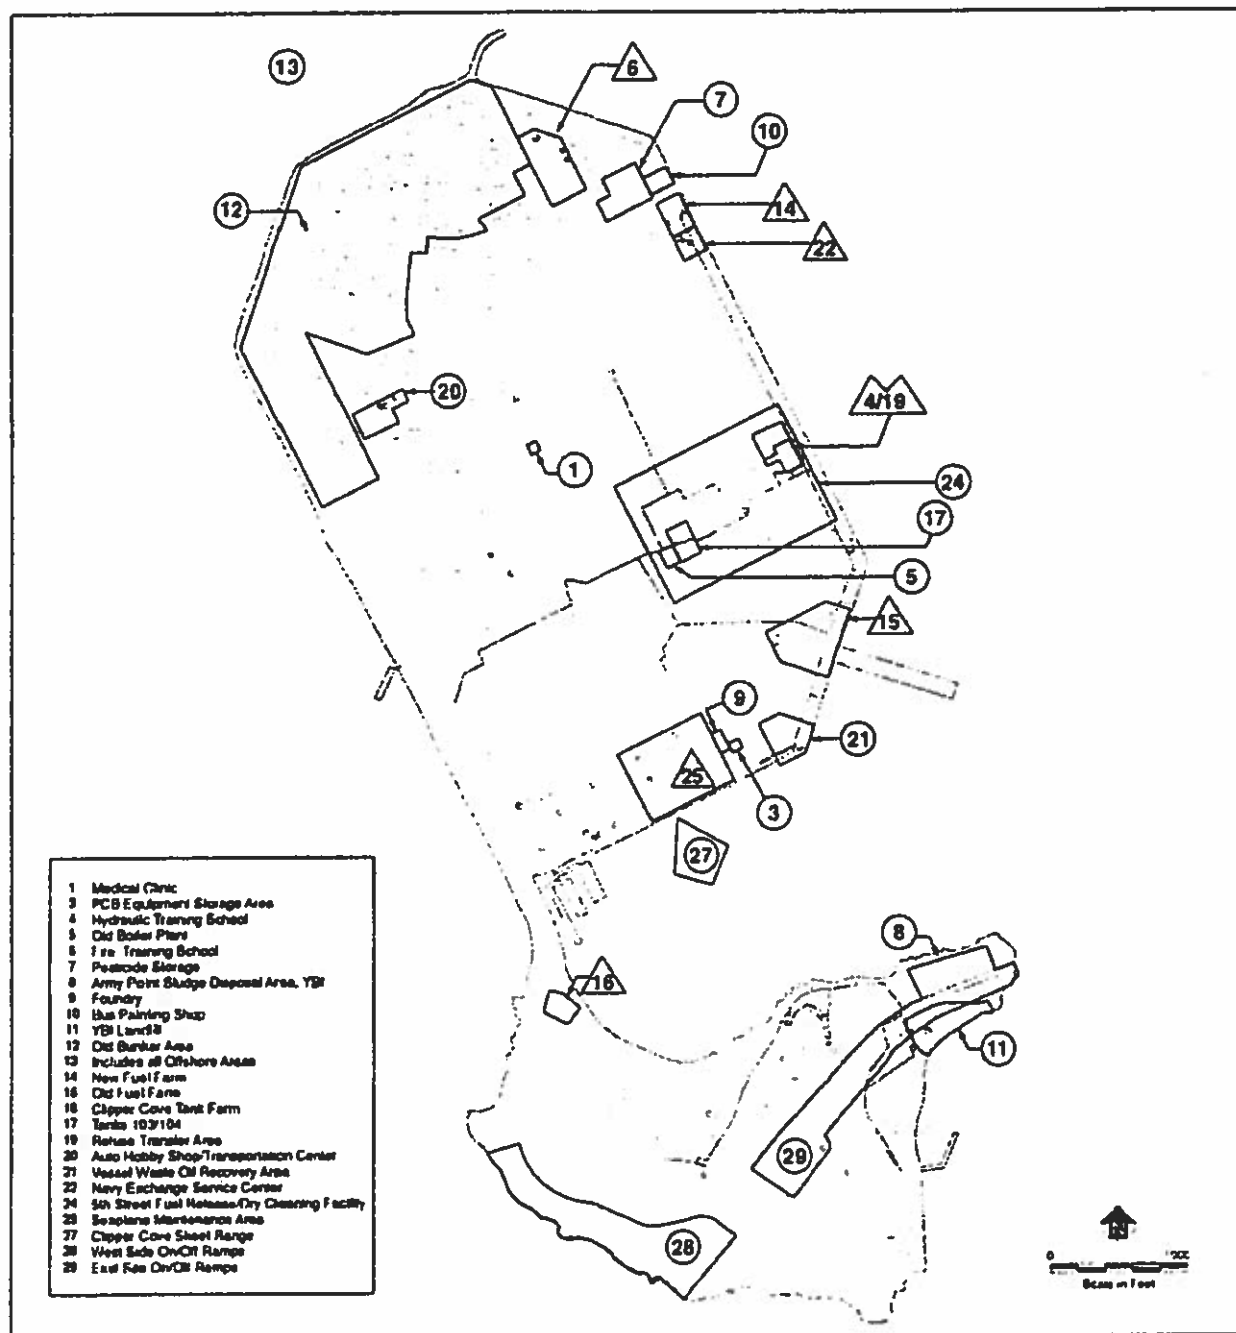 13
6
7
10
12
14
22
20
4/19
1
24
17
5
15
9
21
25
3
27
8
16
11
29
28
1 Medical Clinic
3 PCB Equipment Storage Area
4 Hydraulic Training School
5 Old Boiler Plant
6 Fire Training School
7 Pesticide Storage
8 Army Point Sludge Disposal Area, YBI
9 Foundry
10 Bus Painting Shop
11 YBI Landfill
12 Old Bunker Area
13 Includes all Offshore Areas
14 New Fuel Farm
15 Old Fuel Farm
16 Clipper Cove Tank Farm
17 Tanks 103/104
19 Refuse Transfer Area
20 Auto Hobby Shop/Transportation Center
21 Vessel Waste Oil Recovery Area
22 Navy Exchange Service Center
24 5th Street Fuel Release/Dry Cleaning Facility
25 Seaplane Maintenance Area
27 Clipper Cove Skeet Range
28 West Side On/Off Ramps
29 East Side On/Off Ramps
0
Scale in Feet